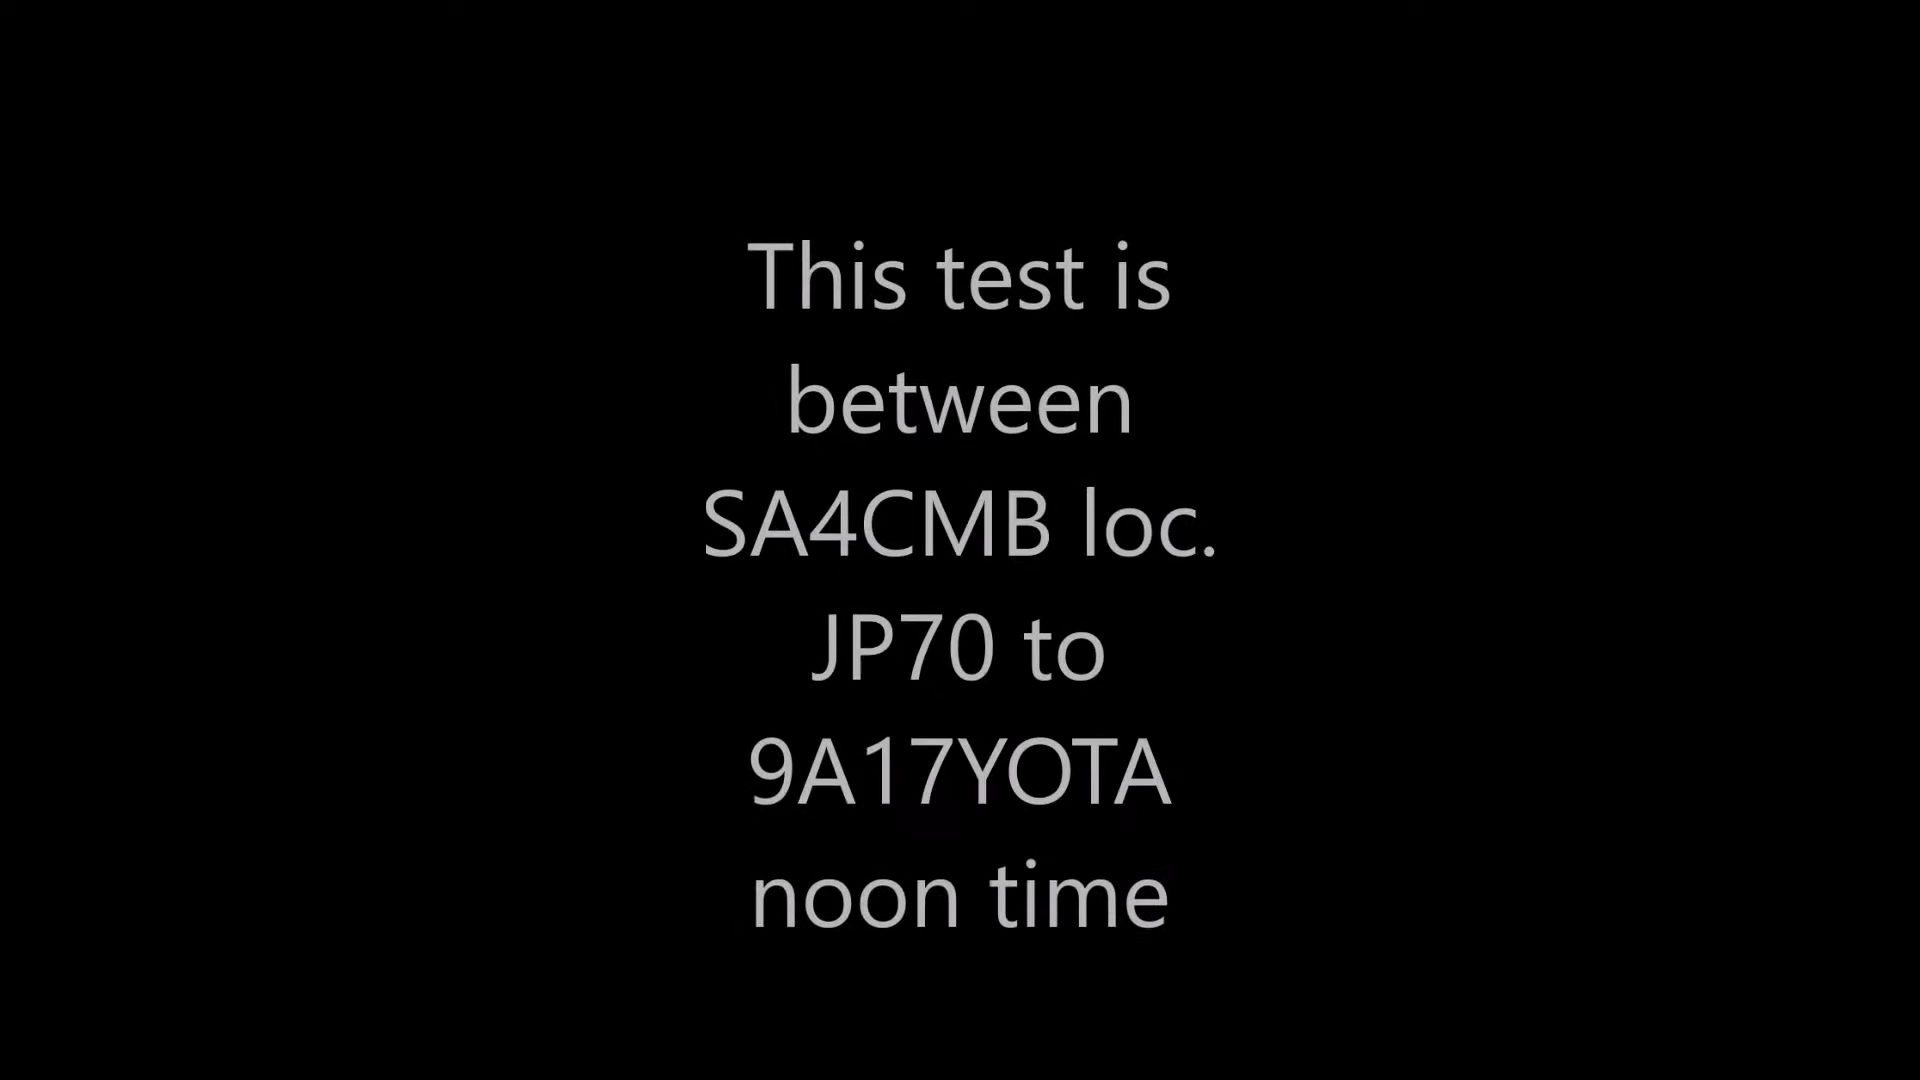 This test is
between
SA4CMB loc.
JP70 to
9A17YOTA
noon time